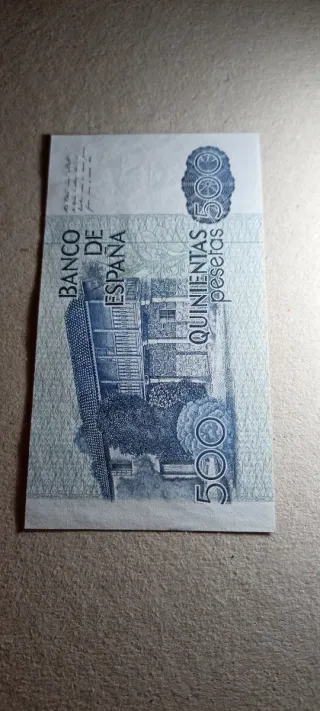 BANCO
DE
ESPAÑA
500
QUINIENTAS
pesetas
500